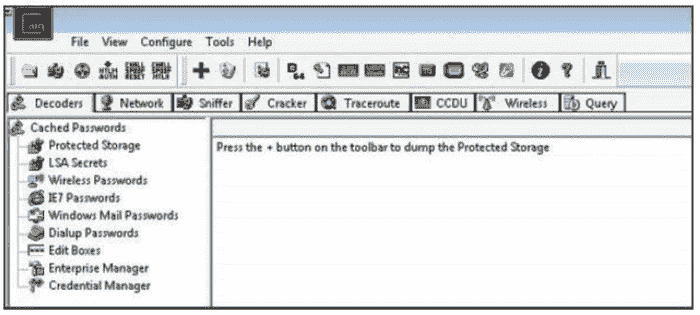 File View Configure Tools Help
Decoders Network Sniffer Cracker Traceroute CCDU Wireless Query
Cached Passwords
Protected Storage
Press the + button on the toolbar to dump the Protected Storage
LSA Secrets
Wireless Passwords
IE7 Passwords
Windows Mail Passwords
Dialup Passwords
Edit Boxes
Enterprise Manager
Credential Manager